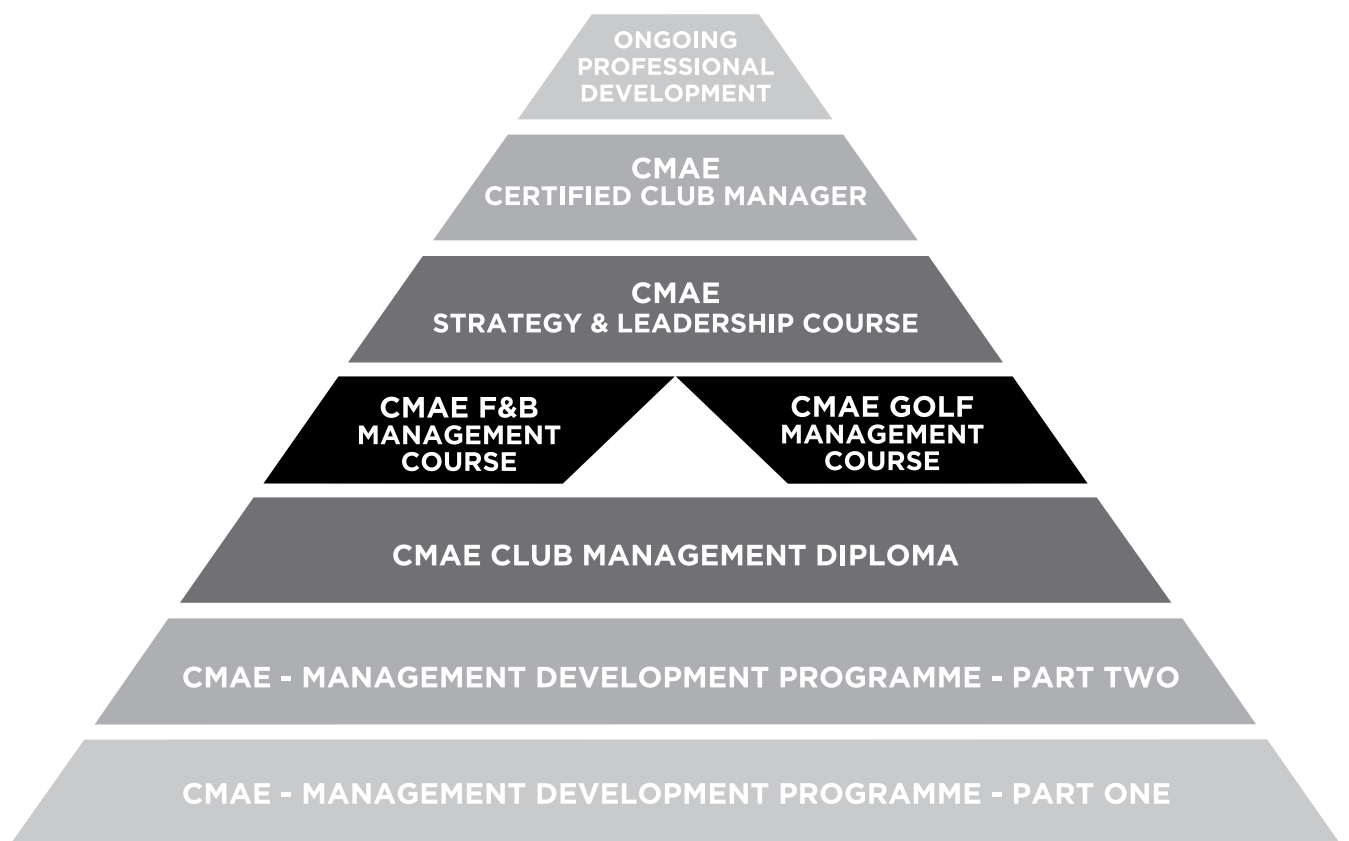 ONGOING
PROFESSIONAL
DEVELOPMENT
CMAE
CERTIFIED CLUB MANAGER
CMAE
STRATEGY & LEADERSHIP COURSE
CMAE F&B
MANAGEMENT
COURSE
CMAE GOLF
MANAGEMENT
COURSE
CMAE CLUB MANAGEMENT DIPLOMA
CMAE - MANAGEMENT DEVELOPMENT PROGRAMME - PART TWO
CMAE - MANAGEMENT DEVELOPMENT PROGRAMME - PART ONE